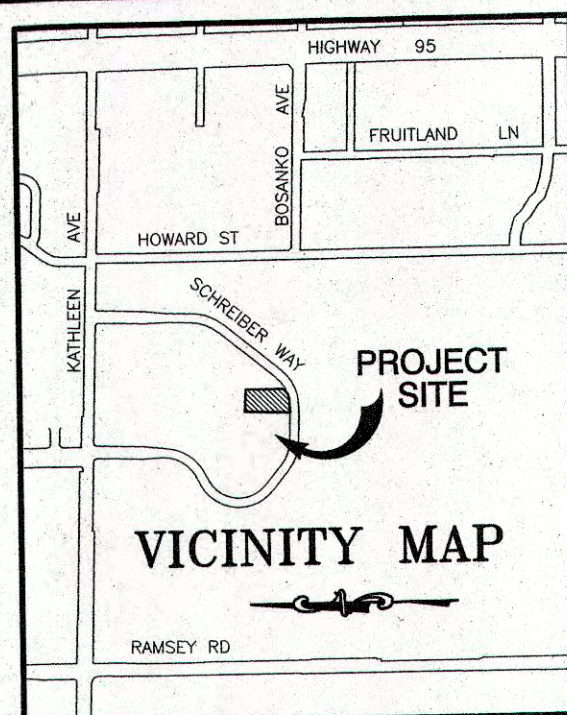 HIGHWAY 95
BOSANKO AVE
FRUITLAND LN
KATHLEEN AVE
HOWARD ST
SCHREIBER WAY
PROJECT
SITE
VICINITY MAP
RAMSEY RD